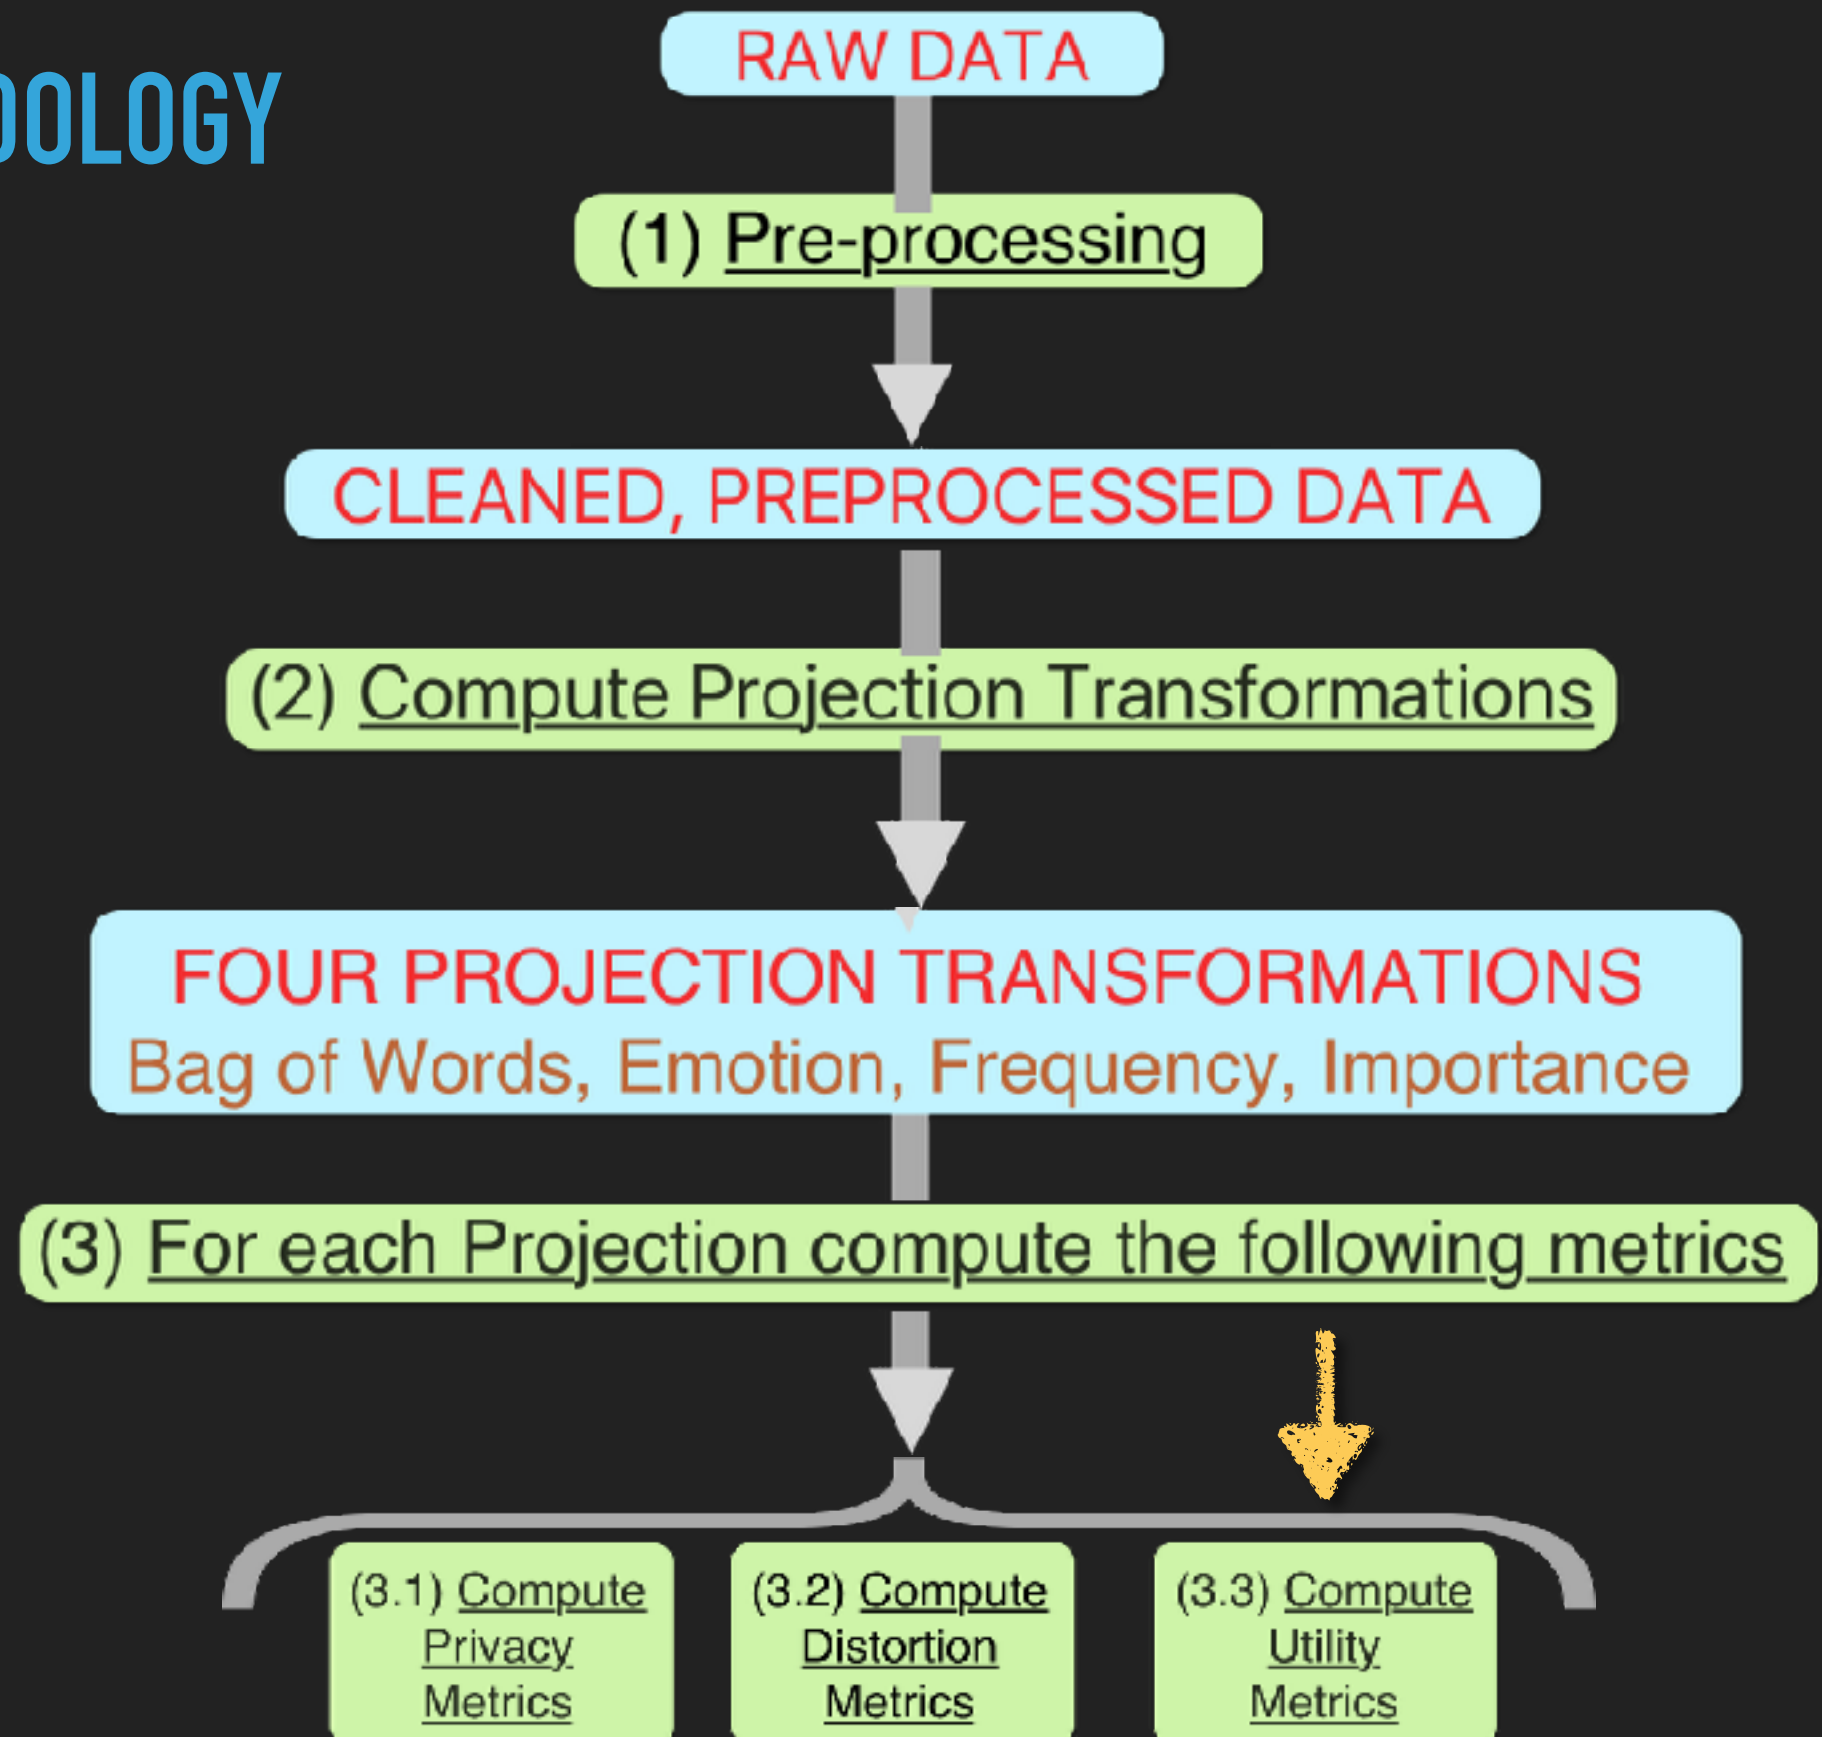 OLOGY
RAW DATA
(1) Pre-processing
CLEANED, PREPROCESSED DATA
(2) Compute Projection Transformations
FOUR PROJECTION TRANSFORMATIONS
Bag of Words, Emotion, Frequency, Importance
(3) For each Projection compute the following metrics
(3.1) Compute
Privacy
Metrics
(3.2) Compute
Distortion
Metrics
(3.3) Compute
Utility
Metrics